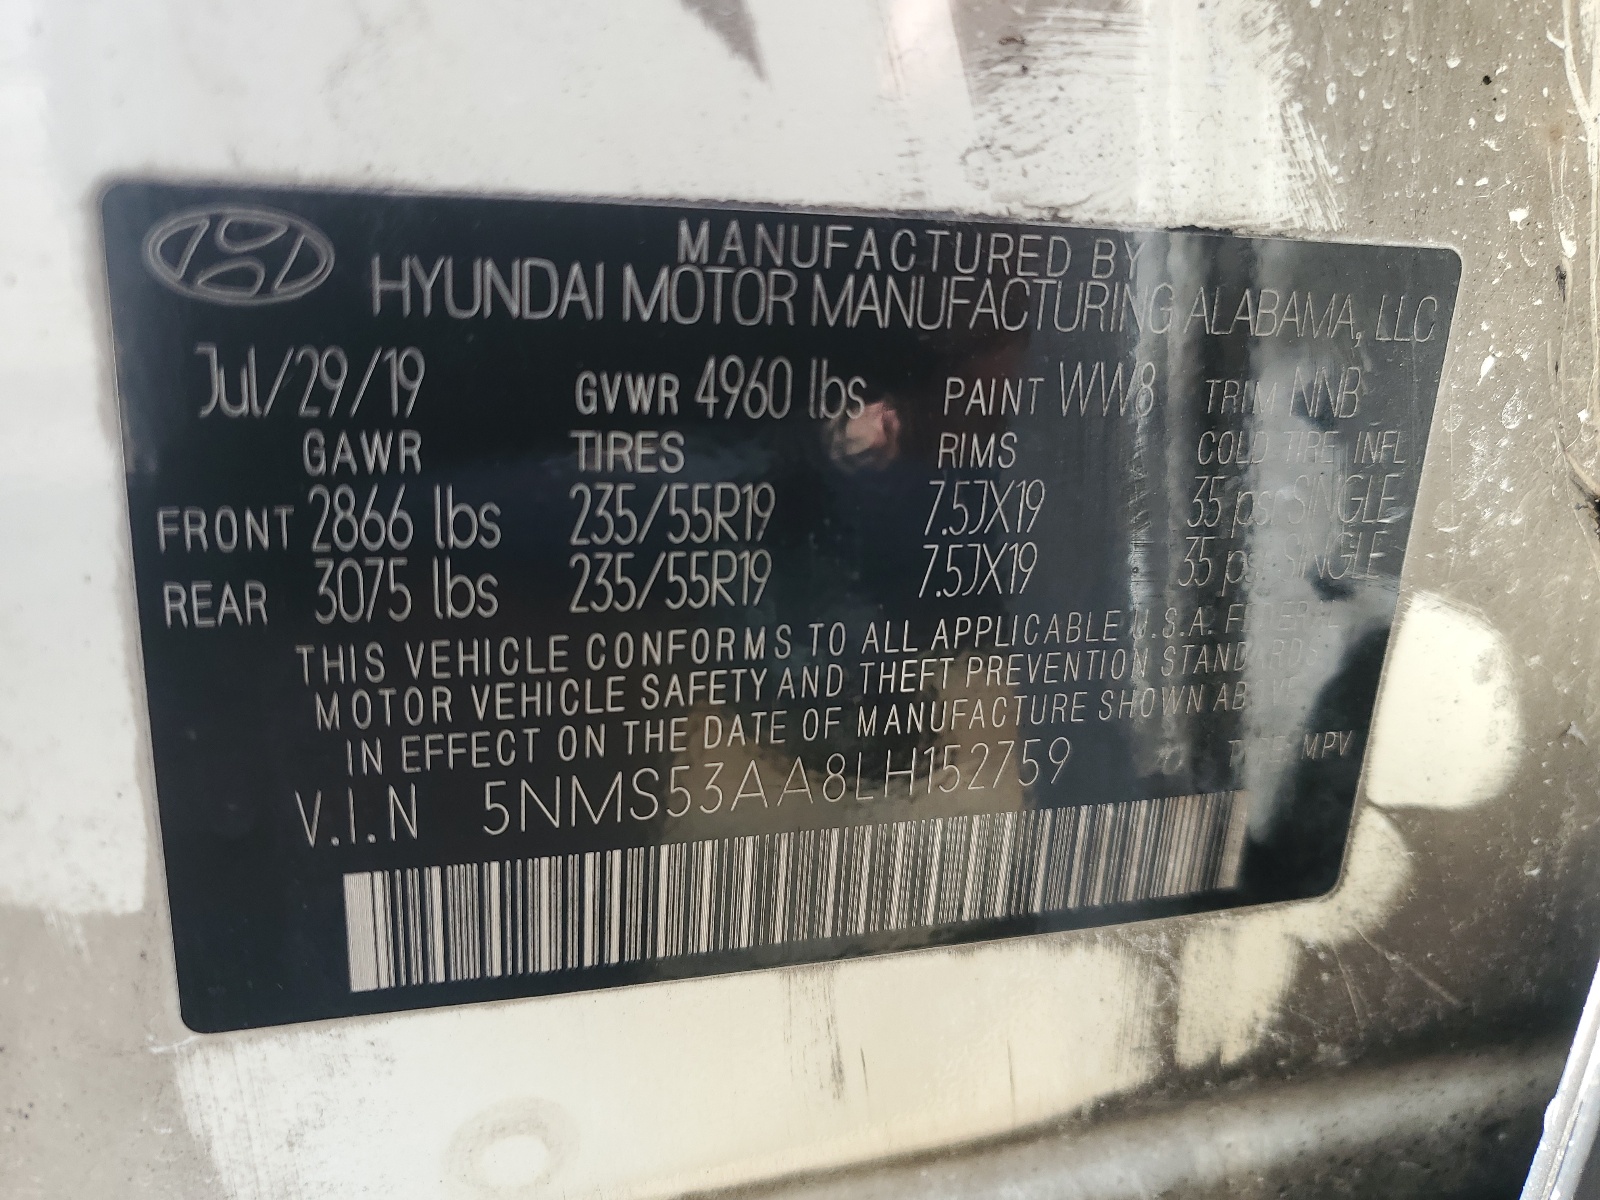 MANUFACTURED BY
HYUNDAI MOTOR MANUFACTURING ALABAMA, LLC
Jul/29/19 GVWR 4960 lbs PAINT WW8 TRIM NNB
GAWR TIRES RIMS COLD TIRE INFL
FRONT 2866 lbs 235/55R19 7.5JX19 35 psi SINGLE
REAR 3075 lbs 235/55R19 7.5JX19 35 psi SINGLE
THIS VEHICLE CONFORMS TO ALL APPLICABLE U.S.A. FEDERAL
MOTOR VEHICLE SAFETY AND THEFT PREVENTION STANDARDS
IN EFFECT ON THE DATE OF MANUFACTURE SHOWN ABOVE
V.I.N 5NMS53AA8LH152759 TYPE: MPV